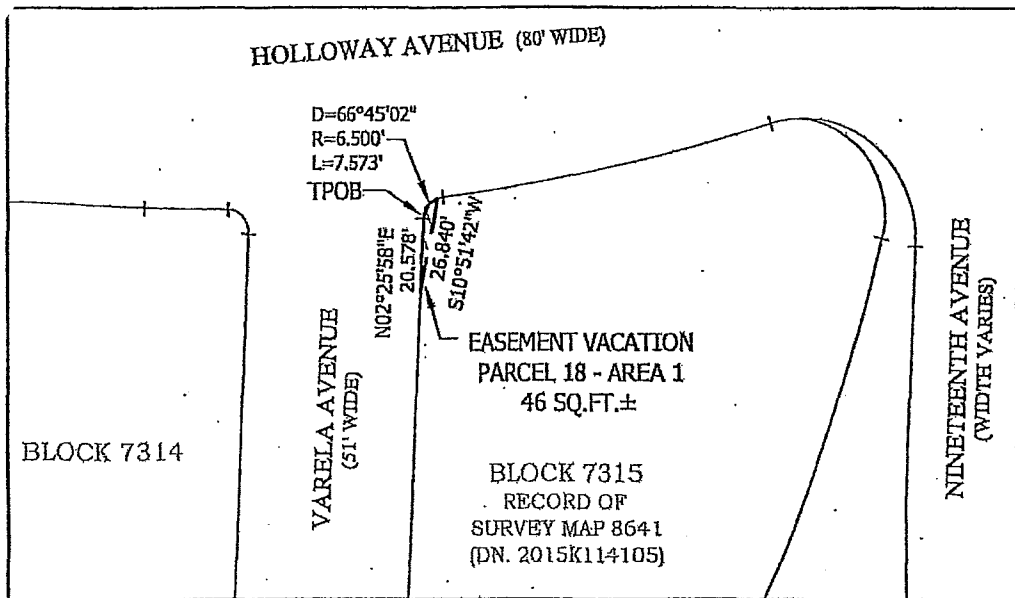 HOLLOWAY AVENUE (80' WIDE)
D=66°45'02"
R=6.500'
L=7.573'
TPOB
N02°25'58"E
20.578'
26.840'
S10°51'42"W
EASEMENT VACATION
PARCEL 18 - AREA 1
46 SQ.FT.±
VARELA AVENUE
(51' WIDE)
BLOCK 7314
BLOCK 7315
RECORD OF
SURVEY MAP 8641
(DN. 2015K114105)
NINETEENTH AVENUE
(WIDTH VARIES)